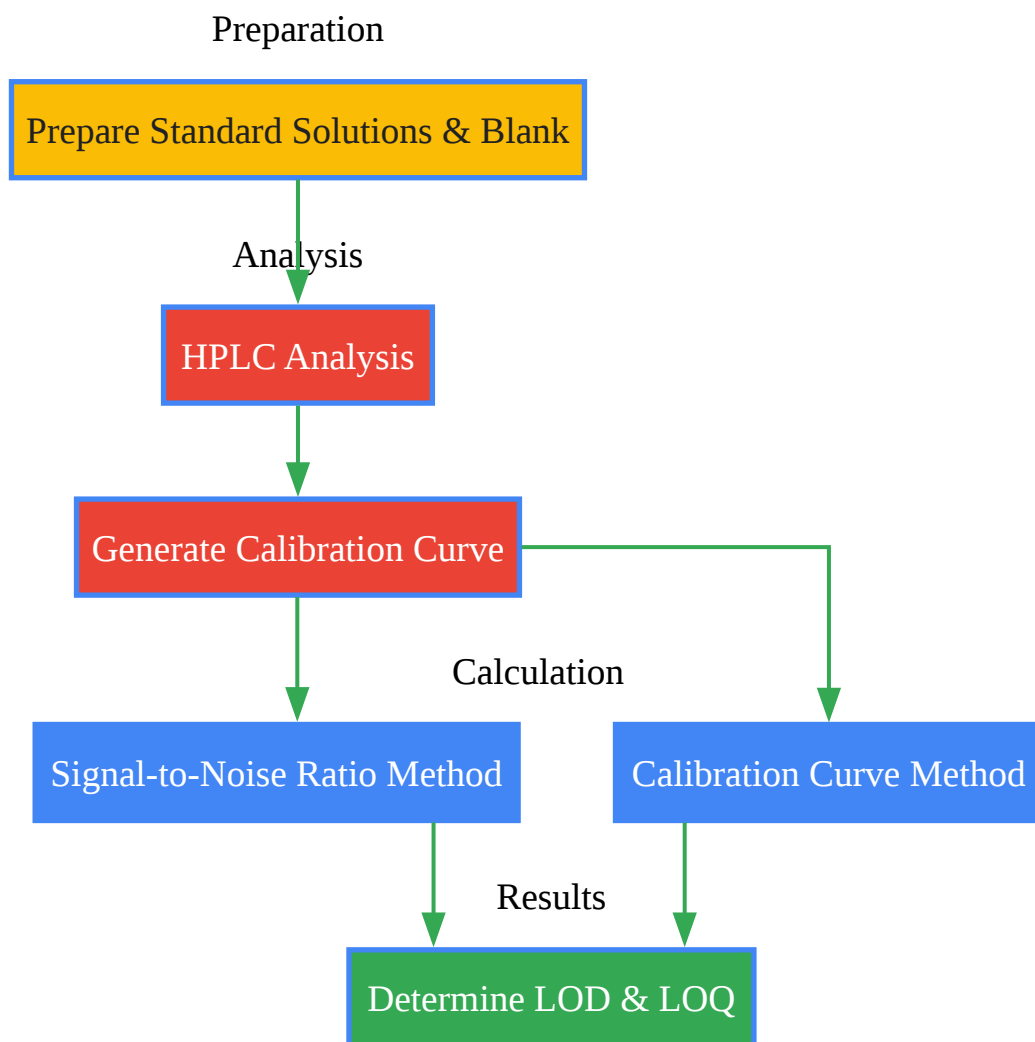 Preparation
Prepare Standard Solutions & Blank
Analysis
HPLC Analysis
Generate Calibration Curve
Calculation
Signal-to-Noise Ratio Method
Calibration Curve Method
Results
Determine LOD & LOQ